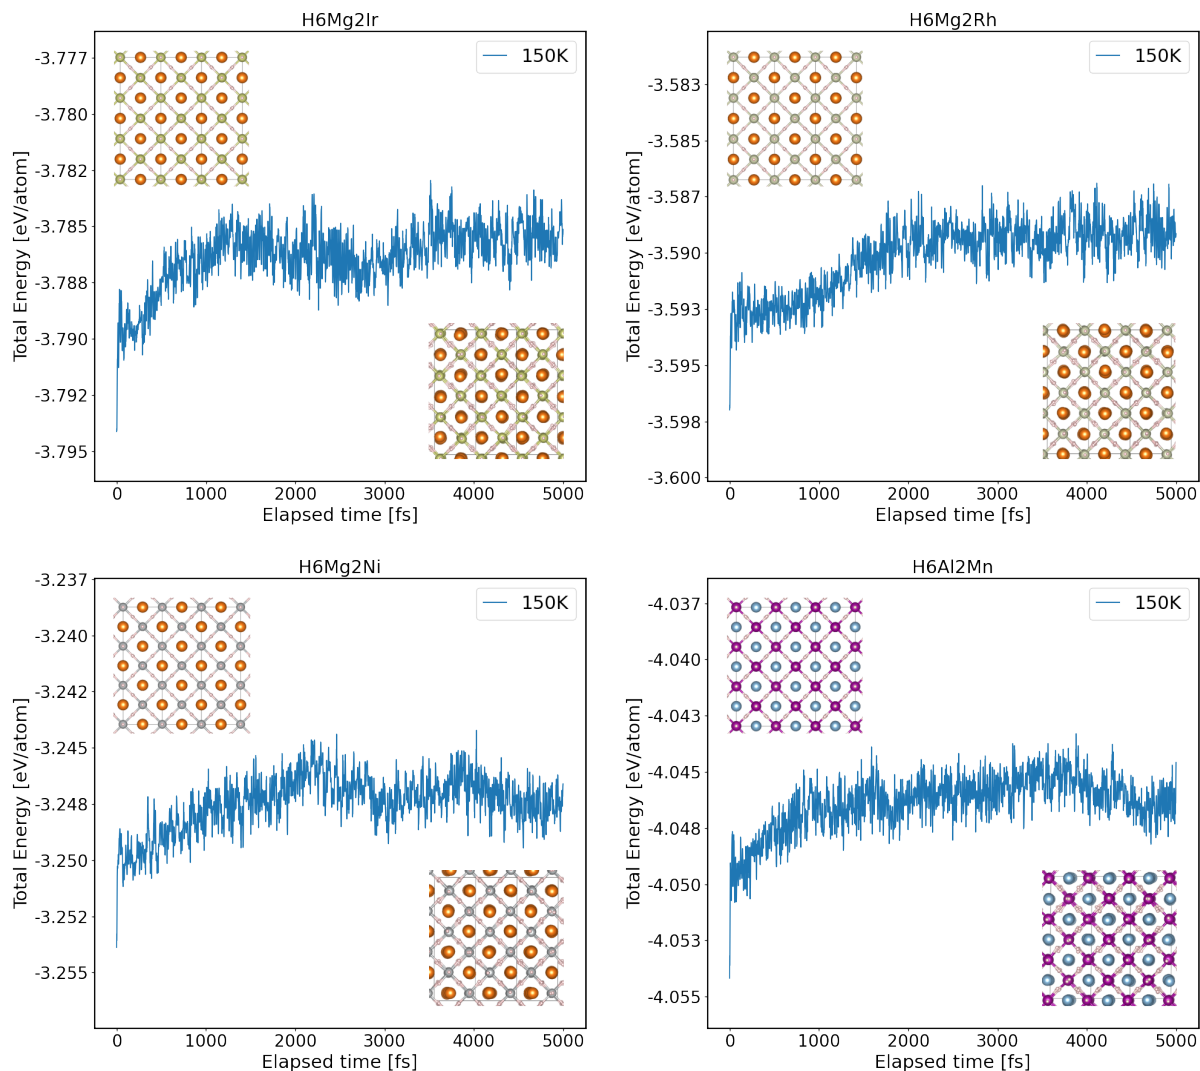 H6Mg2Ir
150K
-3.777
-3.780
-3.782
-3.785
-3.788
-3.790
-3.792
-3.795
Total Energy [eV/atom]
0 1000 2000 3000 4000 5000
Elapsed time [fs]
H6Mg2Rh
150K
-3.583
-3.585
-3.587
-3.590
-3.593
-3.595
-3.598
-3.600
Total Energy [eV/atom]
0 1000 2000 3000 4000 5000
Elapsed time [fs]
H6Mg2Ni
150K
-3.237
-3.240
-3.242
-3.245
-3.248
-3.250
-3.252
-3.255
Total Energy [eV/atom]
0 1000 2000 3000 4000 5000
Elapsed time [fs]
H6Al2Mn
150K
-4.037
-4.040
-4.043
-4.045
-4.048
-4.050
-4.053
-4.055
Total Energy [eV/atom]
0 1000 2000 3000 4000 5000
Elapsed time [fs]